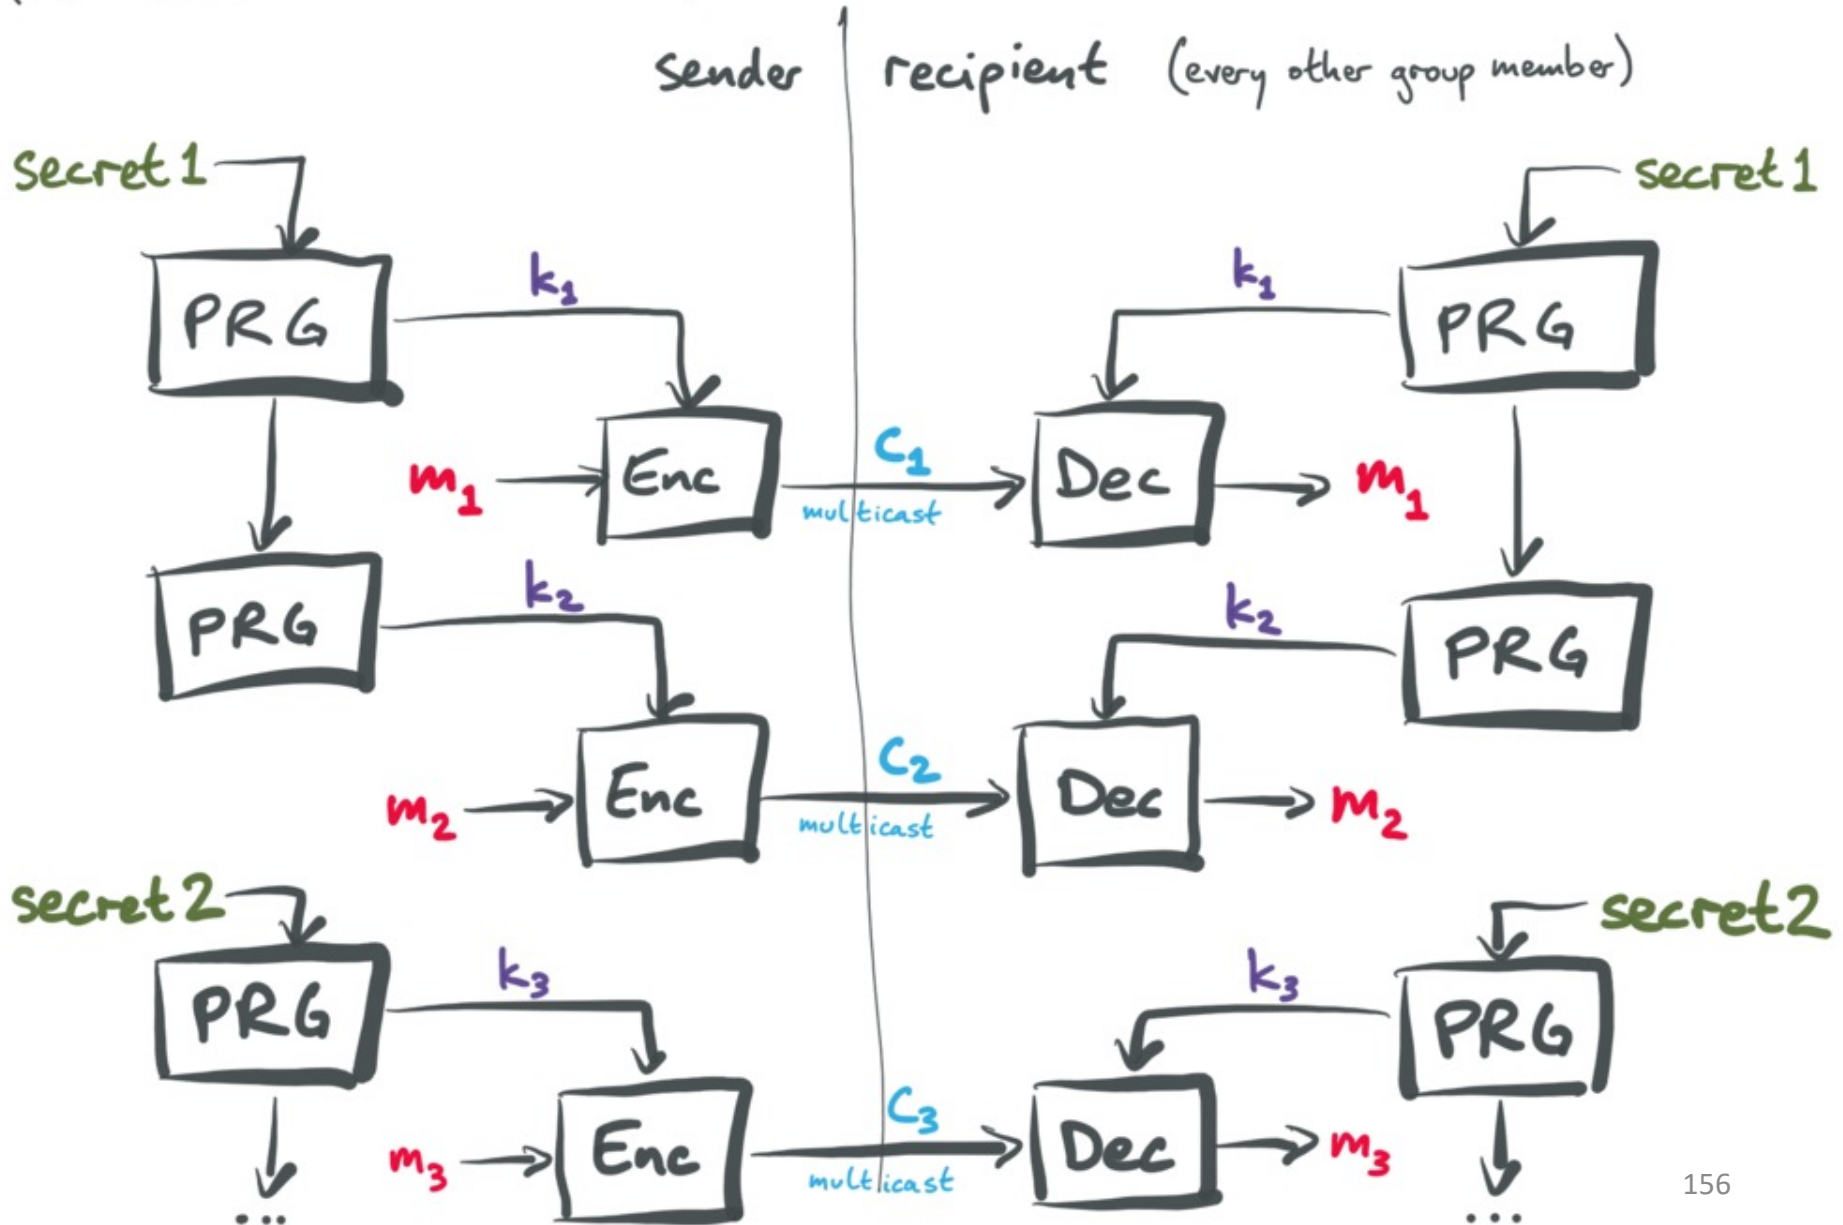 sender recipient (every other group member)
secret 1 secret 1
k1 k1
PRG PRG
C1
m1 Enc Dec m1
multicast
k2 k2
PRG PRG
C2
m2 Enc Dec m2
multicast
secret 2 secret 2
k3 k3
PRG PRG
C3
m3 Enc Dec m3
multicast
156
... ...